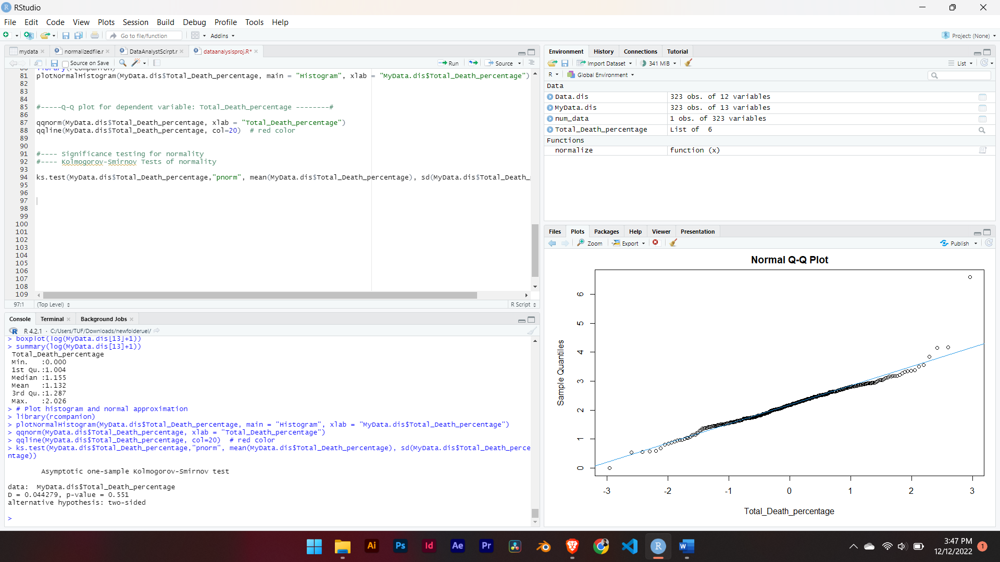 RStudio
File Edit Code View Plots Session Build Debug Profile Tools Help
Go to file/function Addins Project: (None)
mydata normalizedfile.r DataAnalystScirpt.r dataanalysisproj.R*
Source on Save Run Source
80 library(rcompanion)
81 plotNormalHistogram(MyData.dis$Total_Death_percentage, main = "Histogram", xlab = "MyData.dis$Total_Death_percentage")
82
83
84
85 #-----Q-Q plot for dependent variable: Total_Death_percentage --------#
86
87 qqnorm(MyData.dis$Total_Death_percentage, xlab = "Total_Death_percentage")
88 qqline(MyData.dis$Total_Death_percentage, col=20)  # red color
89
90
91 #---- Significance testing for normality
92 #---- Kolmogorov-Smirnov Tests of normality
93
94 ks.test(MyData.dis$Total_Death_percentage,"pnorm", mean(MyData.dis$Total_Death_percentage), sd(MyData.dis$Total_Death_
95
96
97
98
99
100
101
102
103
104
105
106
107
108
109
97:1 (Top Level) R Script
Console Terminal Background Jobs
R 4.2.1 · C:/Users/TUF/Downloads/newfolderuel/
> boxplot(log(MyData.dis[13]+1))
> summary(log(MyData.dis[13]+1))
Total_Death_percentage
Min.   :0.000
1st Qu.:1.004
Median :1.155
Mean   :1.132
3rd Qu.:1.287
Max.   :2.026
> # Plot histogram and normal approximation
> library(rcompanion)
> plotNormalHistogram(MyData.dis$Total_Death_percentage, main = "Histogram", xlab = "MyData.dis$Total_Death_percentage")
> qqnorm(MyData.dis$Total_Death_percentage, xlab = "Total_Death_percentage")
> qqline(MyData.dis$Total_Death_percentage, col=20)  # red color
> ks.test(MyData.dis$Total_Death_percentage,"pnorm", mean(MyData.dis$Total_Death_percentage), sd(MyData.dis$Total_Death_perce
ntage))
Asymptotic one-sample Kolmogorov-Smirnov test
data:  MyData.dis$Total_Death_percentage
D = 0.044279, p-value = 0.551
alternative hypothesis: two-sided
>
Environment History Connections Tutorial
Import Dataset 341 MiB List
R Global Environment
Data
Data.dis 323 obs. of 12 variables
MyData.dis 323 obs. of 13 variables
num_data 1 obs. of 323 variables
Total_Death_percentage List of  6
Functions
normalize function (x)
Files Plots Packages Help Viewer Presentation
Zoom Export Publish
Normal Q-Q Plot
Sample Quantiles
6
5
4
3
2
1
0
-3 -2 -1 0 1 2 3
Total_Death_percentage
Ai Ps Id Ae Pr R W
3:47 PM
12/12/2022
1